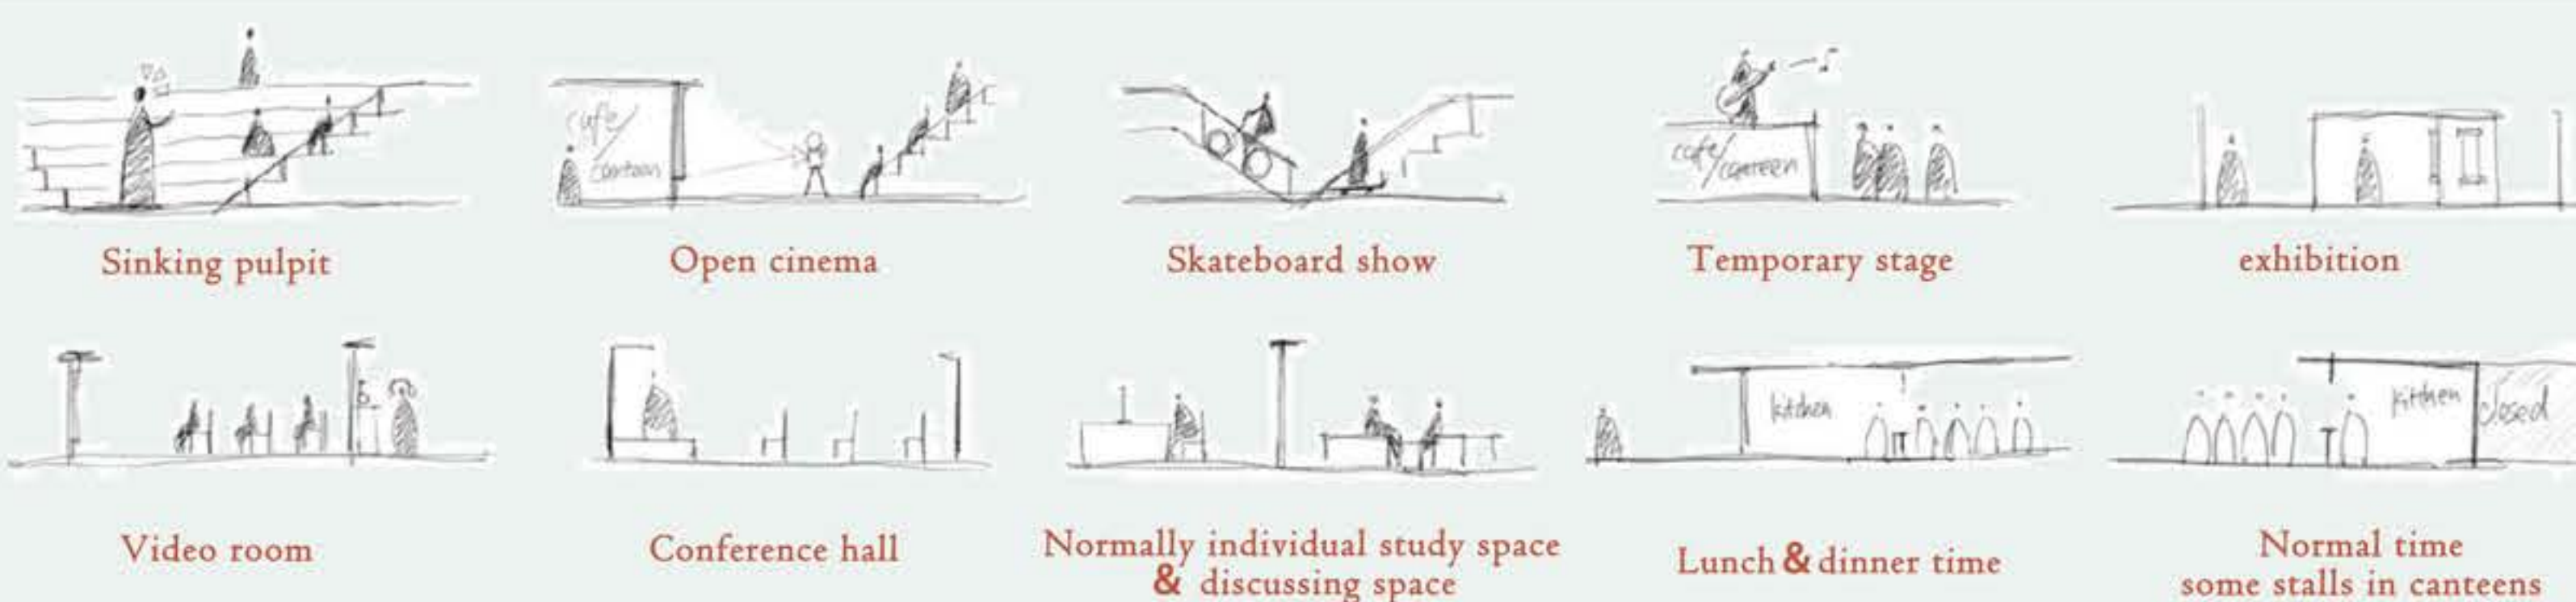 cafe/
canteen
cafe/
canteen
Sinking pulpit
Open cinema
Skateboard show
Temporary stage
exhibition
kitchen
kitchen
closed
Video room
Conference hall
Normally individual study space
& discussing space
Lunch & dinner time
Normal time
some stalls in canteens